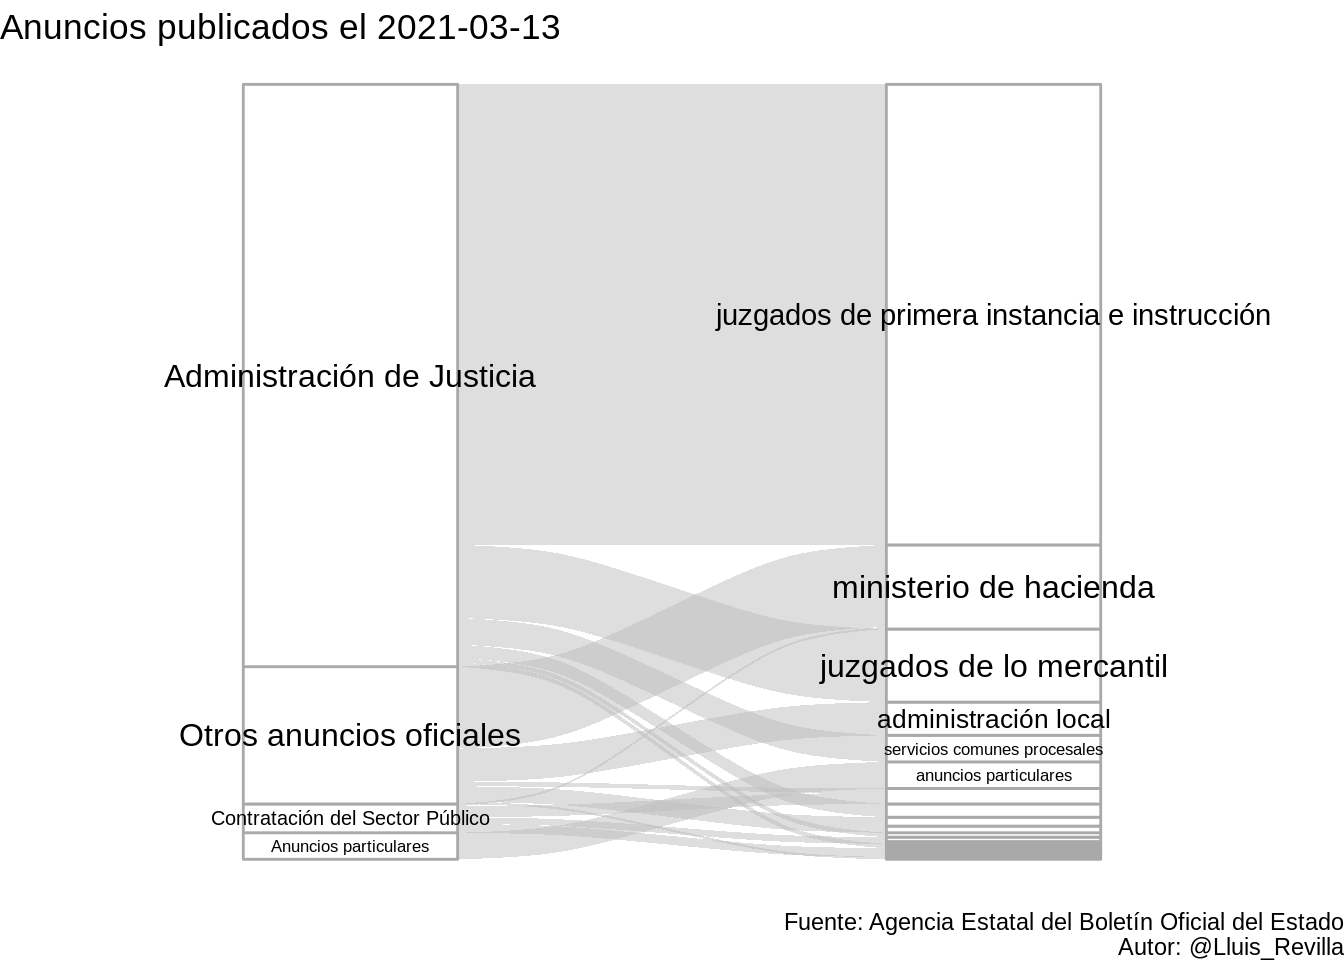 Anuncios publicados el 2021-03-13
juzgados de primera instancia e instrucción
Administración de Justicia
ministerio de hacienda
juzgados de lo mercantil
administración local
Otros anuncios oficiales
servicios comunes procesales
anuncios particulares
Contratación del Sector Público
Anuncios particulares
Fuente: Agencia Estatal del Boletín Oficial del Estado
Autor: @Lluis_Revilla